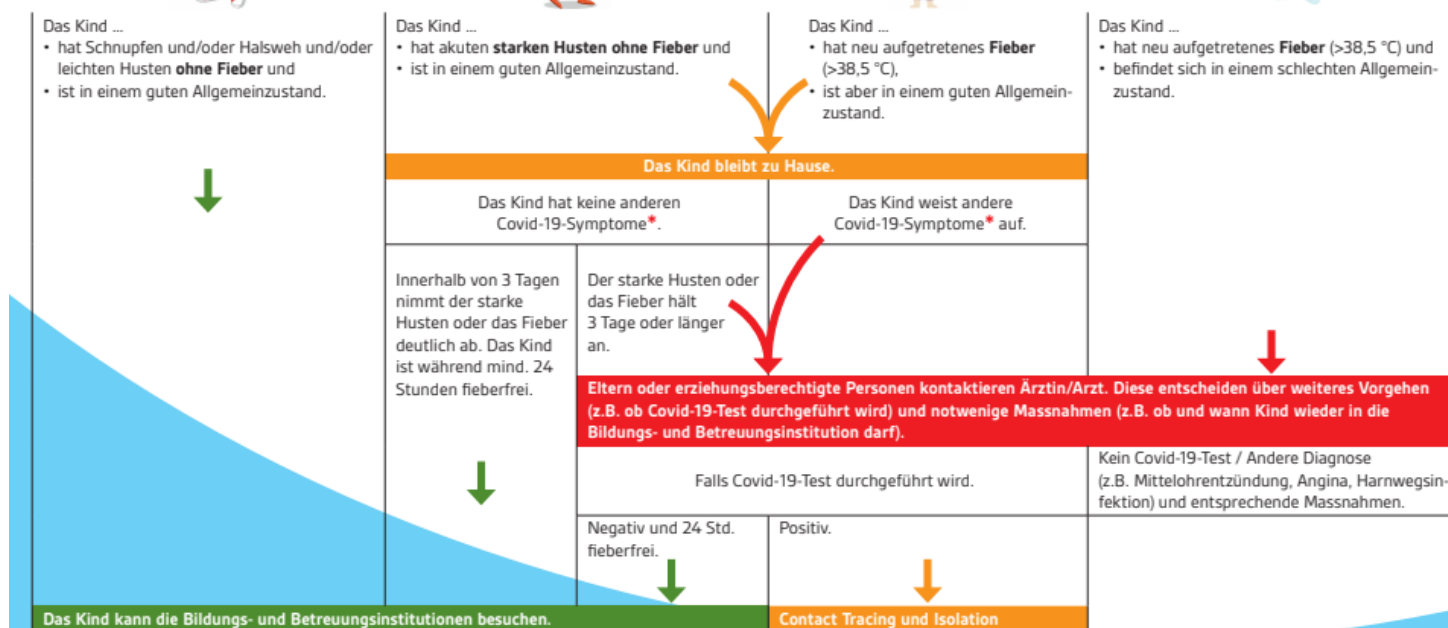 Das Kind ...
• hat Schnupfen und/oder Halsweh und/oder
leichten Husten ohne Fieber und
• ist in einem guten Allgemeinzustand.
Das Kind ...
• hat akuten starken Husten ohne Fieber und
• ist in einem guten Allgemeinzustand.
Das Kind ...
• hat neu aufgetretenes Fieber
(>38,5 °C),
• ist aber in einem guten Allgemein-
zustand.
Das Kind ...
• hat neu aufgetretenes Fieber (>38,5 °C) und
• befindet sich in einem schlechten Allgemein-
zustand.
Das Kind bleibt zu Hause.
Das Kind hat keine anderen
Covid-19-Symptome*.
Das Kind weist andere
Covid-19-Symptome* auf.
Innerhalb von 3 Tagen
nimmt der starke
Husten oder das Fieber
deutlich ab. Das Kind
ist während mind. 24
Stunden fieberfrei.
Der starke Husten oder
das Fieber hält
3 Tage oder länger
an.
Eltern oder erziehungsberechtigte Personen kontaktieren Ärztin/Arzt. Diese entscheiden über weiteres Vorgehen
(z.B. ob Covid-19-Test durchgeführt wird) und notwenige Massnahmen (z.B. ob und wann Kind wieder in die
Bildungs- und Betreuungsinstitution darf).
Falls Covid-19-Test durchgeführt wird.
Kein Covid-19-Test / Andere Diagnose
(z.B. Mittelohrentzündung, Angina, Harnwegsin-
fektion) und entsprechende Massnahmen.
Negativ und 24 Std.
fieberfrei.
Positiv.
Das Kind kann die Bildungs- und Betreuungsinstitutionen besuchen.
Contact Tracing und Isolation